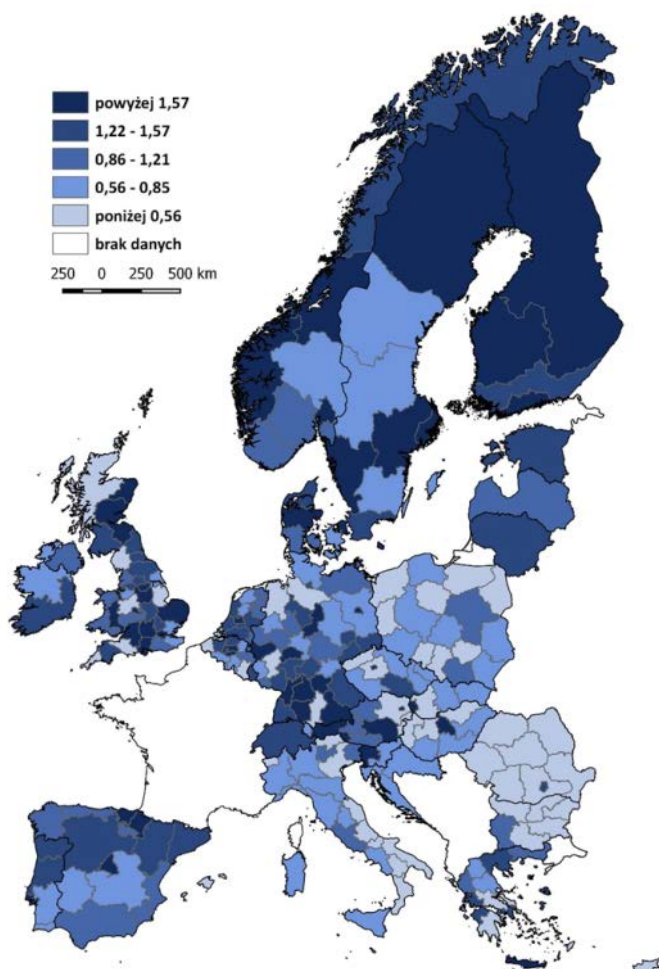 powyżej 1,57
1,22 - 1,57
0,86 - 1,21
0,56 - 0,85
poniżej 0,56
brak danych
250 0 250 500 km